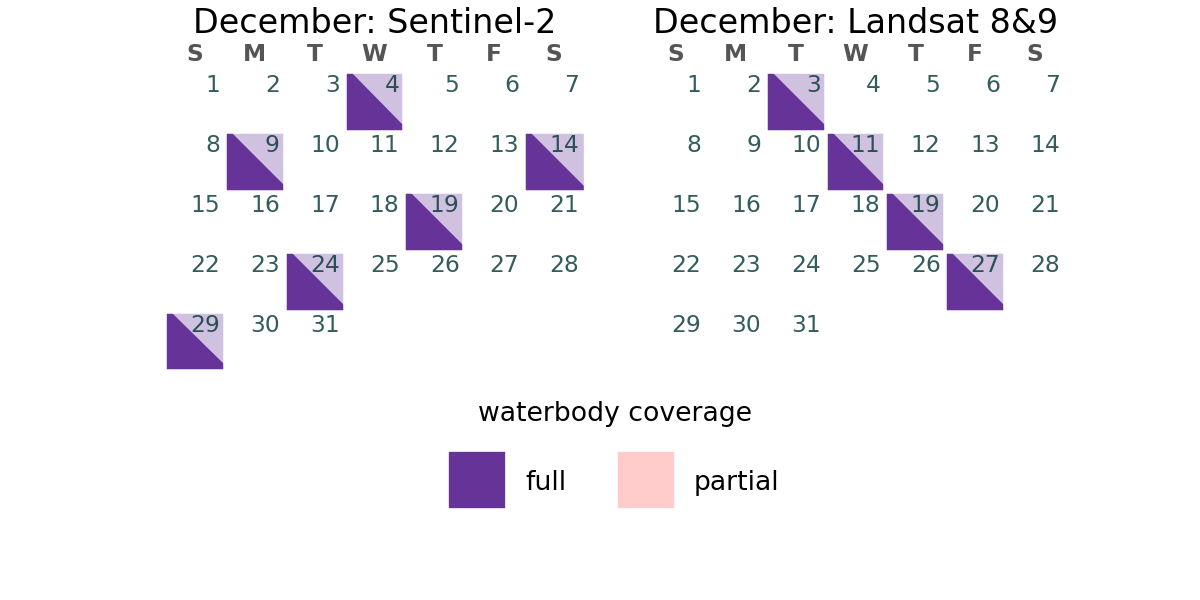 December: Sentinel-2
S M T W T F S
1 2 3 4 5 6 7
8 9 10 11 12 13 14
15 16 17 18 19 20 21
22 23 24 25 26 27 28
29 30 31
December: Landsat 8&9
S M T W T F S
1 2 3 4 5 6 7
8 9 10 11 12 13 14
15 16 17 18 19 20 21
22 23 24 25 26 27 28
29 30 31
waterbody coverage
full
partial